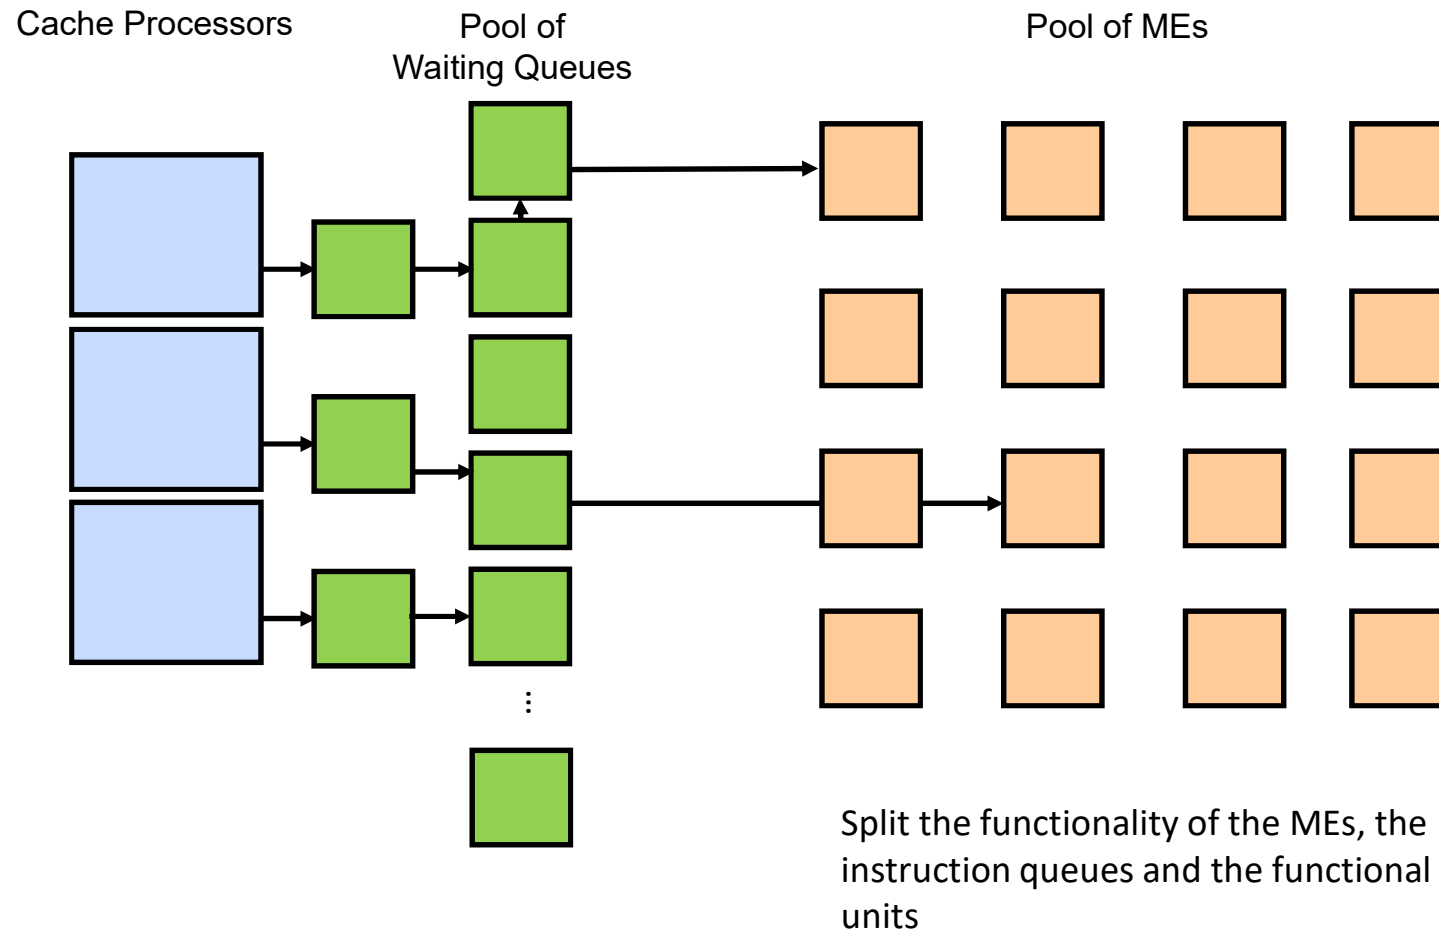 Cache Processors
Pool of
Waiting Queues
Pool of MEs
...
Split the functionality of the MEs, the
instruction queues and the functional
units